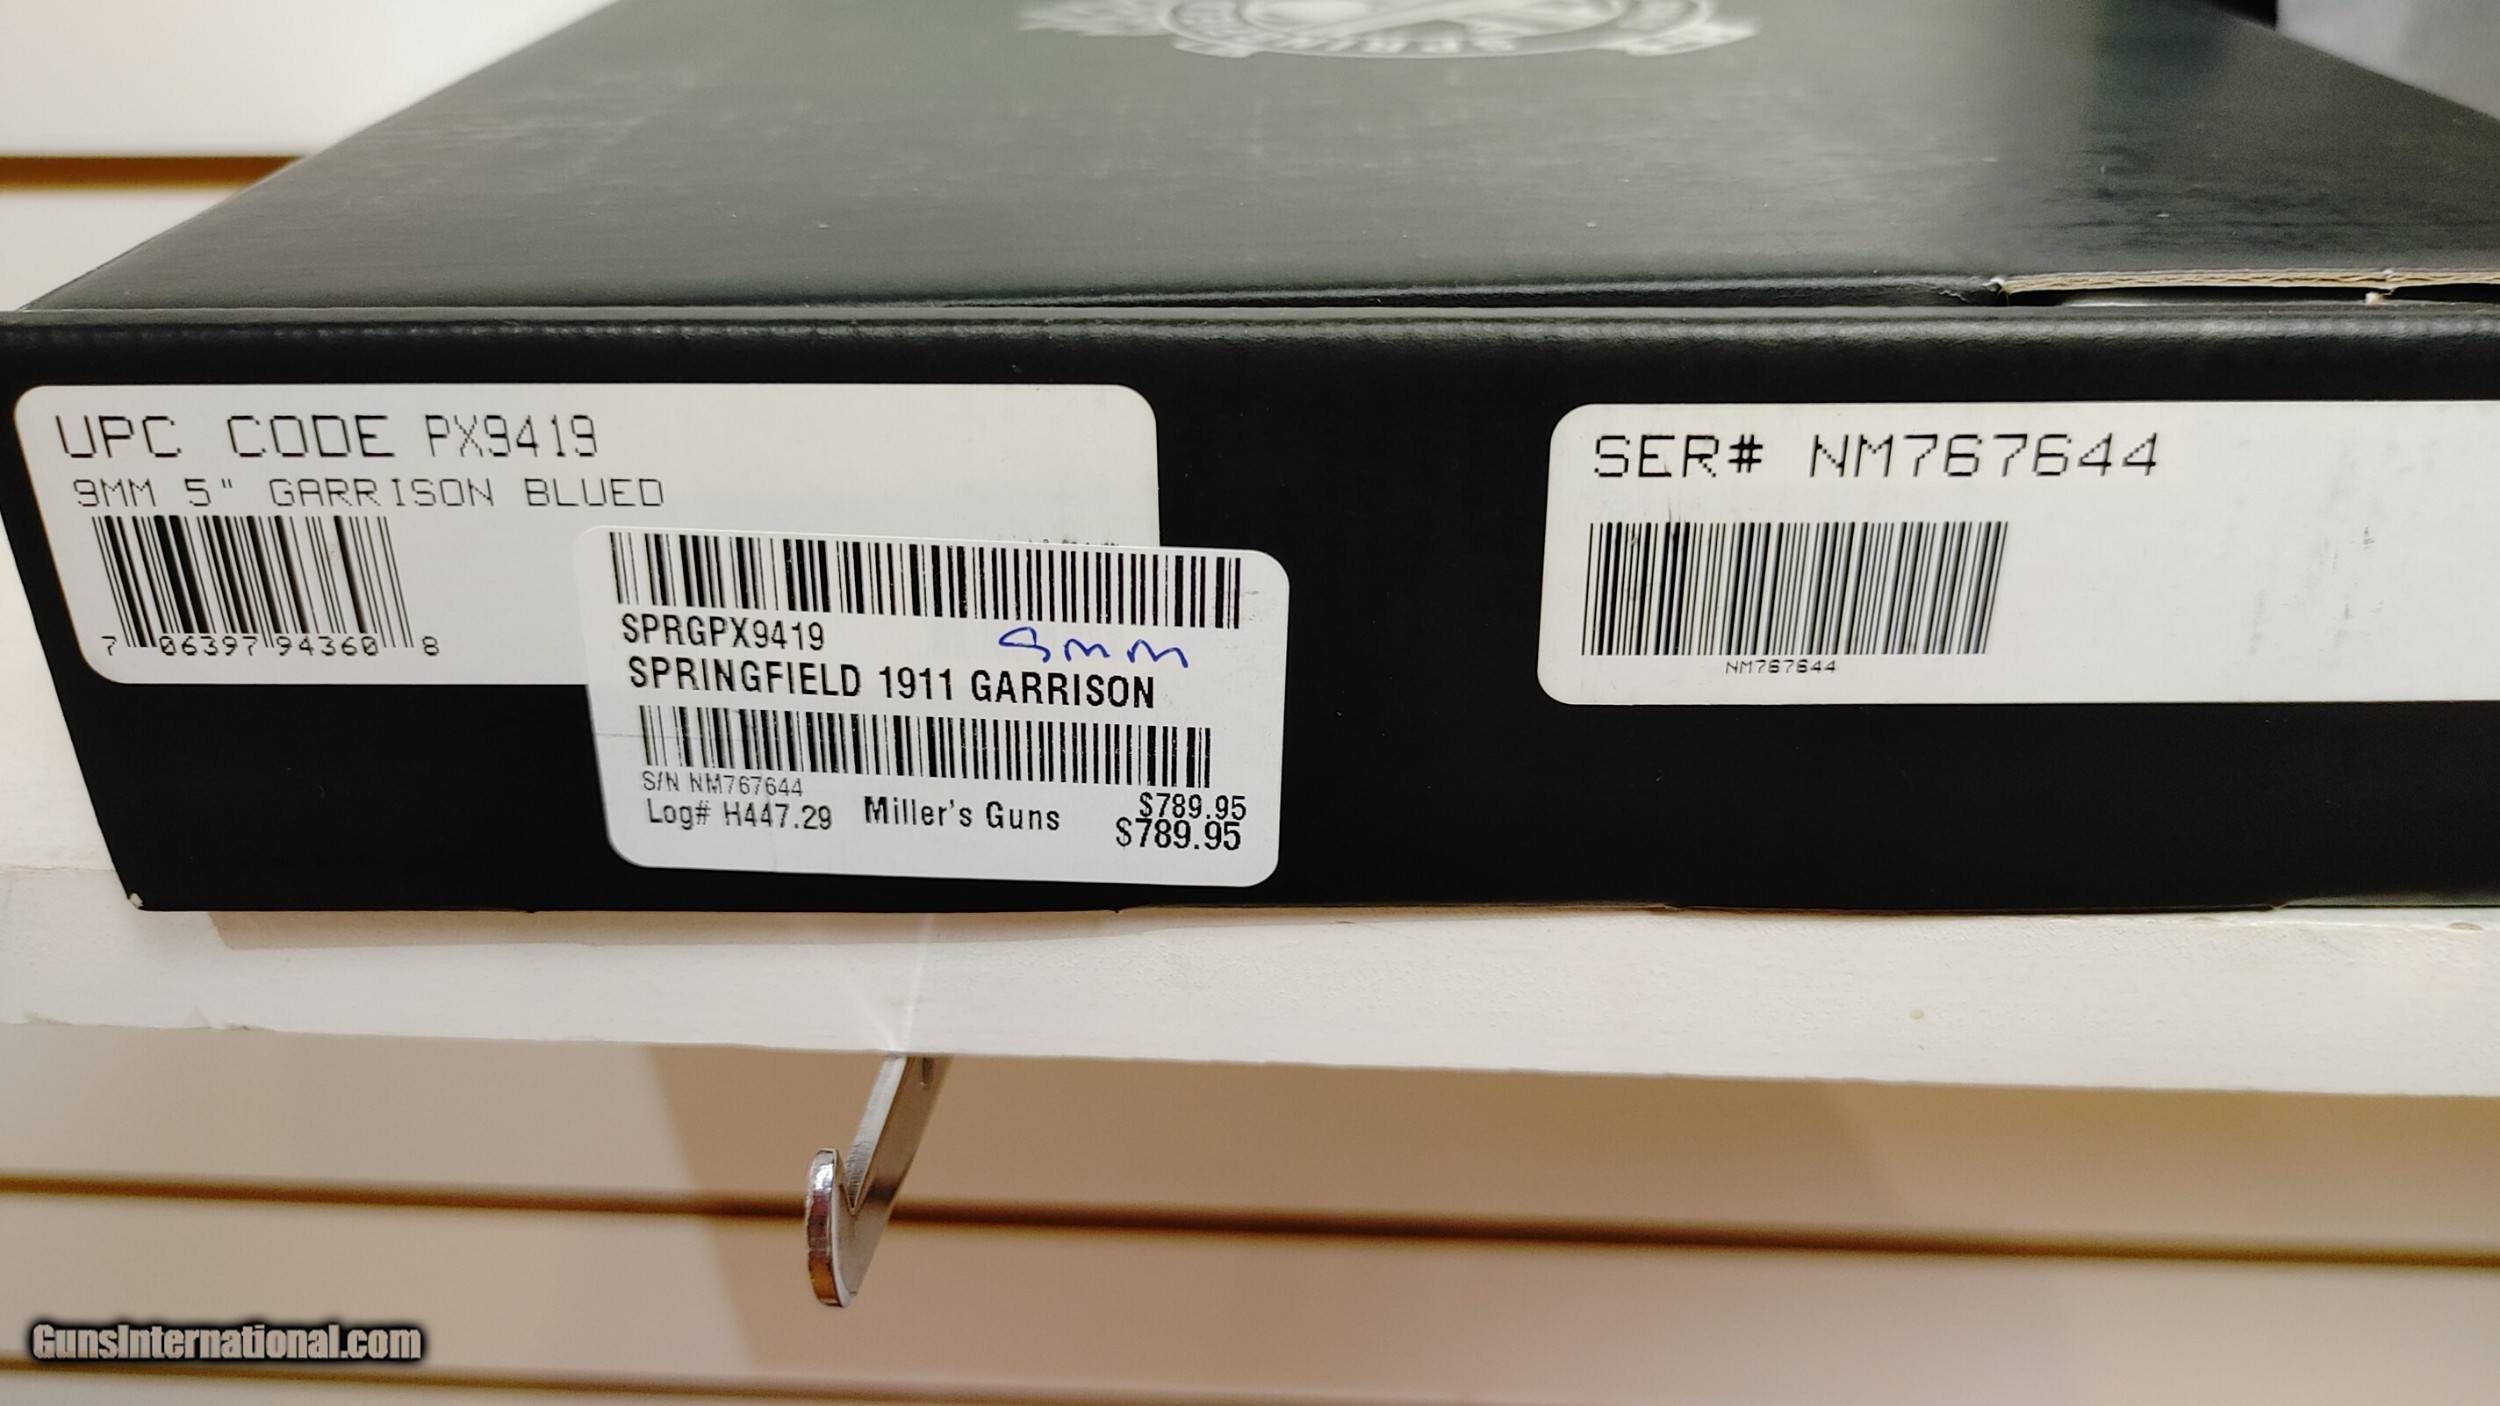 UPC CODE PX9419
9MM 5" GARRISON BLUED
7 06397 94360 8
SPRGPX9419
9mm
SPRINGFIELD 1911 GARRISON
S/N NM767644
Log# H447.29 Miller's Guns $789.95
$789.95
SER# NM767644
NM767644
GunsInternational.com